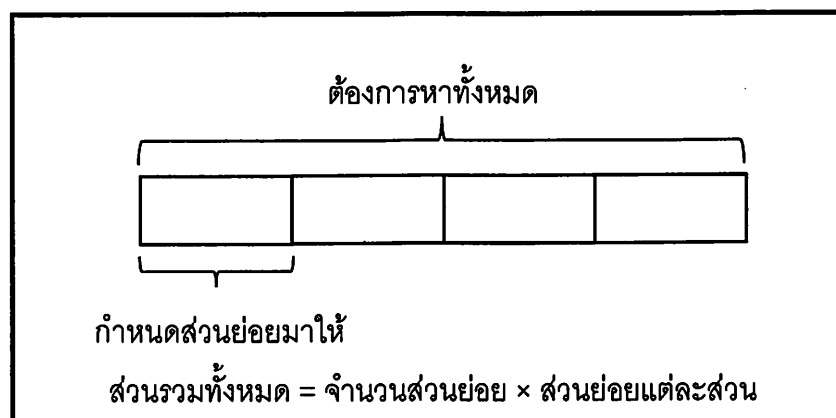 ต้องการหาทั้งหมด
กำหนดส่วนย่อยมาให้
ส่วนรวมทั้งหมด = จำนวนส่วนย่อย × ส่วนย่อยแต่ละส่วน